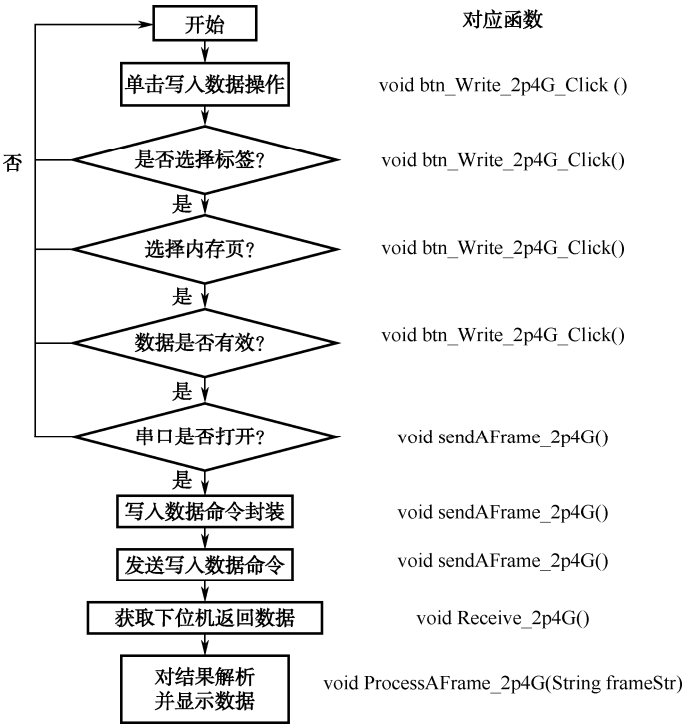 开始
对应函数
单击写入数据操作
void btn_Write_2p4G_Click ()
否
是否选择标签?
void btn_Write_2p4G_Click()
是
选择内存页?
void btn_Write_2p4G_Click()
是
数据是否有效?
void btn_Write_2p4G_Click()
是
串口是否打开?
void sendAFrame_2p4G()
是
写入数据命令封装
void sendAFrame_2p4G()
发送写入数据命令
void sendAFrame_2p4G()
获取下位机返回数据
void Receive_2p4G()
对结果解析
并显示数据
void ProcessAFrame_2p4G(String frameStr)